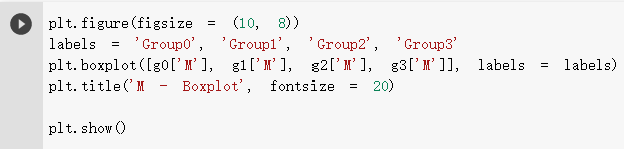 plt.figure(figsize = (10, 8))
labels = 'Group0', 'Group1', 'Group2', 'Group3'
plt.boxplot([g0['M'], g1['M'], g2['M'], g3['M']], labels = labels)
plt.title('M - Boxplot', fontsize = 20)
plt.show()